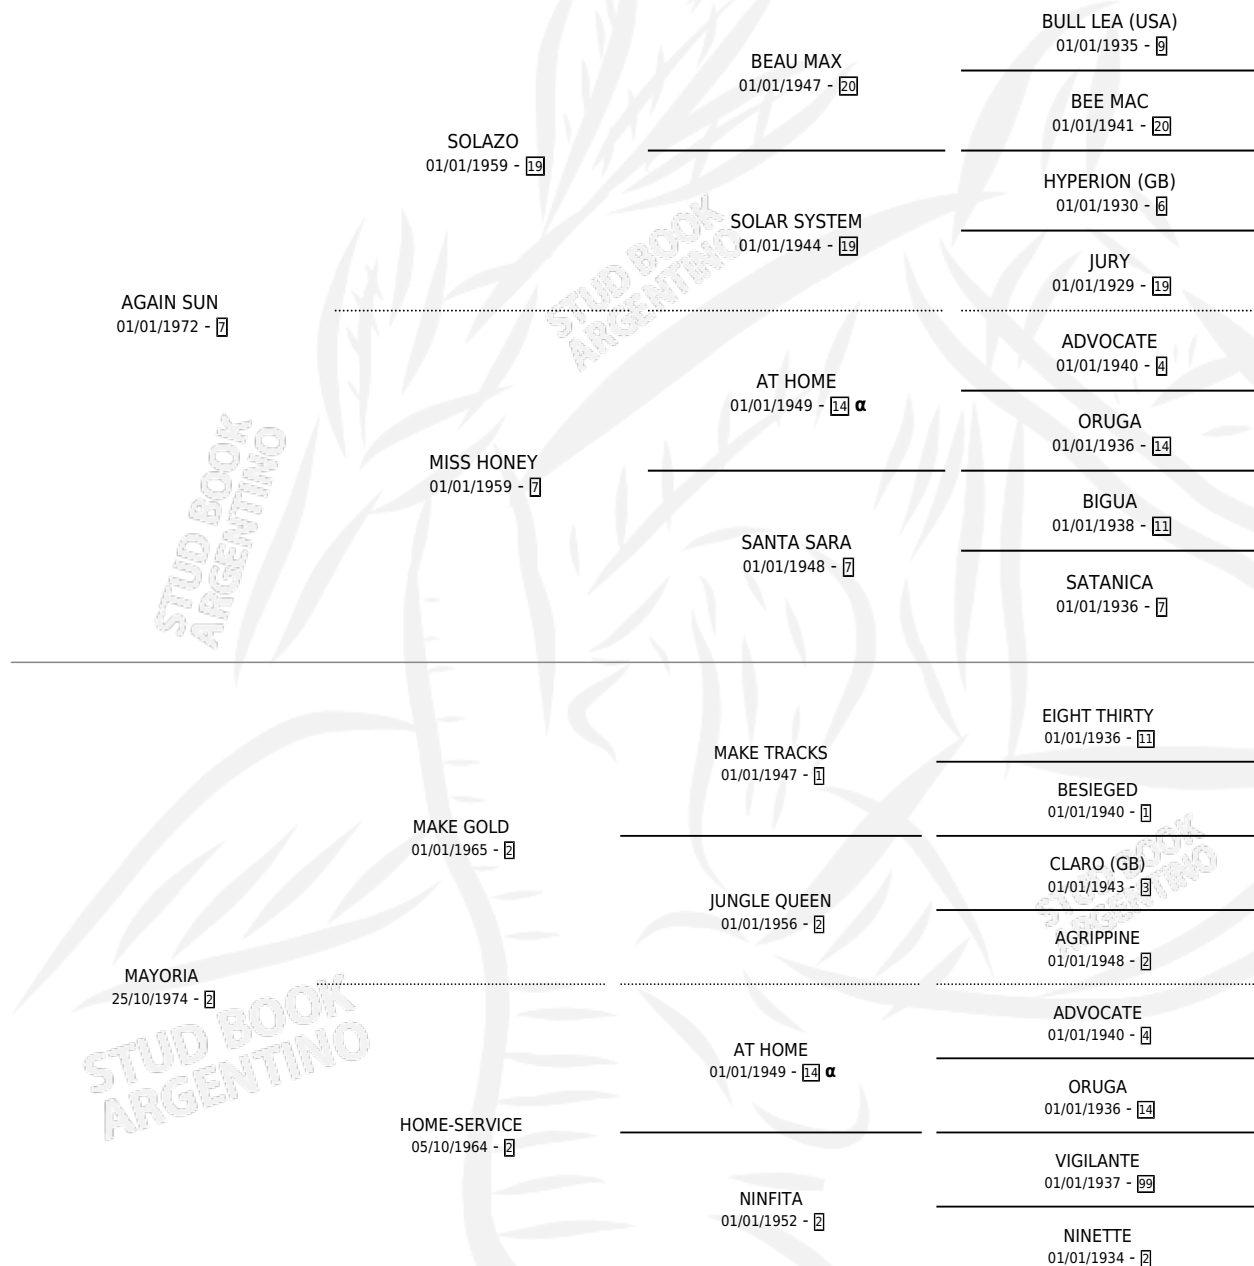 BULL LEA (USA)
01/01/1935 - 9
BEAU MAX
01/01/1947 - 20
BEE MAC
01/01/1941 - 20
SOLAZO
01/01/1959 - 19
HYPERION (GB)
01/01/1930 - 6
SOLAR SYSTEM
01/01/1944 - 19
JURY
01/01/1929 - 19
AGAIN SUN
01/01/1972 - 7
ADVOCATE
01/01/1940 - 4
AT HOME
01/01/1949 - 14 α
ORUGA
01/01/1936 - 14
MISS HONEY
01/01/1959 - 7
BIGUA
01/01/1938 - 11
SANTA SARA
01/01/1948 - 7
SATANICA
01/01/1936 - 7
EIGHT THIRTY
01/01/1936 - 11
MAKE TRACKS
01/01/1947 - 1
BESIEGED
01/01/1940 - 1
MAKE GOLD
01/01/1965 - 2
CLARO (GB)
01/01/1943 - 3
JUNGLE QUEEN
01/01/1956 - 2
AGRIPPINE
01/01/1948 - 2
MAYORIA
25/10/1974 - 2
ADVOCATE
01/01/1940 - 4
AT HOME
01/01/1949 - 14 α
ORUGA
01/01/1936 - 14
HOME-SERVICE
05/10/1964 - 2
VIGILANTE
01/01/1937 - 99
NINFITA
01/01/1952 - 2
NINETTE
01/01/1934 - 2
STUD BOOK
ARGENTINO
STUD BOOK
ARGENTINO
STUD BOOK
ARGENTINO
STUD BOOK
ARGENTINO